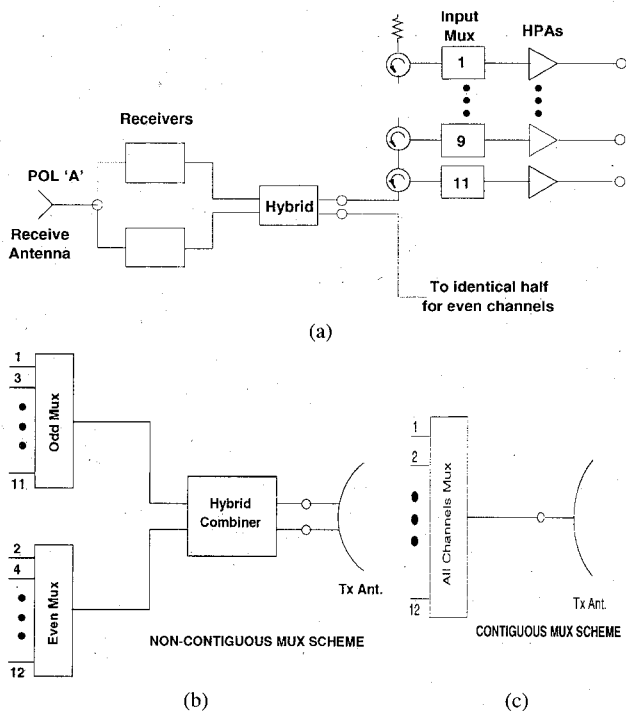 Input
Mux
HPAs
1
Receivers
POL 'A'
9
Hybrid
11
Receive
Antenna
To identical half
for even channels
(a)
1
3
Odd Mux
11
Hybrid
Combiner
2
4
Even Mux
12
Tx Ant.
NON-CONTIGUOUS MUX SCHEME
(b)
1
2
All Channels Mux
12
Tx Ant.
CONTIGUOUS MUX SCHEME
(c)